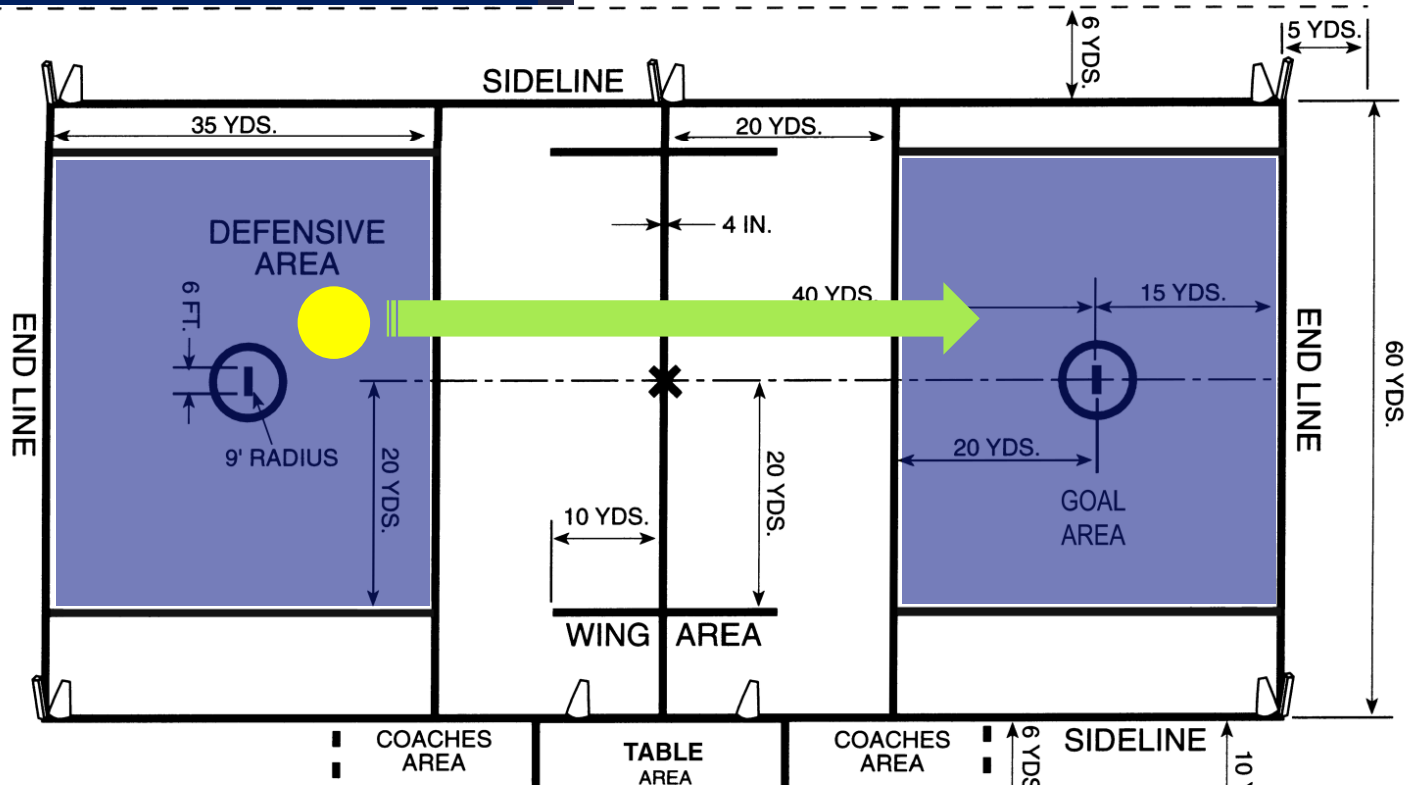 6 YDS.
5 YDS.
SIDELINE
35 YDS.
20 YDS.
4 IN.
DEFENSIVE
AREA
6 FT.
40 YDS.
15 YDS.
END LINE
END LINE
60 YDS.
9' RADIUS
20 YDS.
20 YDS.
20 YDS.
10 YDS.
GOAL
AREA
WING AREA
COACHES
AREA
TABLE
AREA
COACHES
AREA
6 YDS
SIDELINE
10